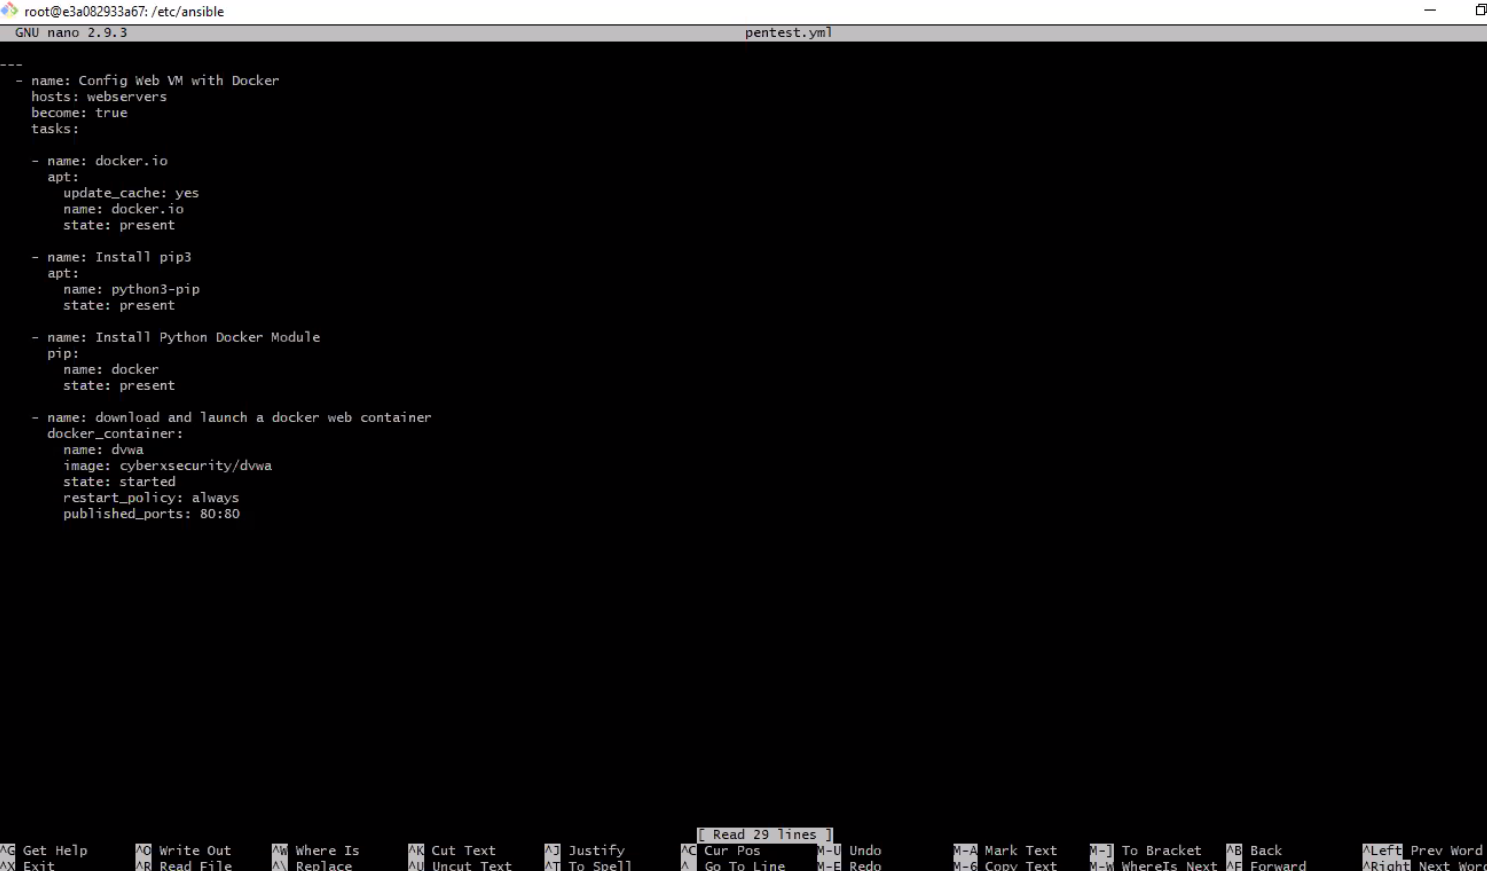 root@e3a082933a67: /etc/ansible
GNU nano 2.9.3 pentest.yml
---
- name: Config Web VM with Docker
hosts: webservers
become: true
tasks:
- name: docker.io
apt:
update_cache: yes
name: docker.io
state: present
- name: Install pip3
apt:
name: python3-pip
state: present
- name: Install Python Docker Module
pip:
name: docker
state: present
- name: download and launch a docker web container
docker_container:
name: dvwa
image: cyberxsecurity/dvwa
state: started
restart_policy: always
published_ports: 80:80
[ Read 29 lines ]
^G Get Help ^O Write Out ^W Where Is ^K Cut Text ^J Justify ^C Cur Pos M-U Undo M-A Mark Text M-] To Bracket ^B Back ^Left Prev Word
^X Exit ^R Read File ^\ Replace ^U Uncut Text ^T To Spell ^_ Go To Line M-E Redo M-6 Copy Text M-W WhereIs Next ^F Forward ^Right Next Wor